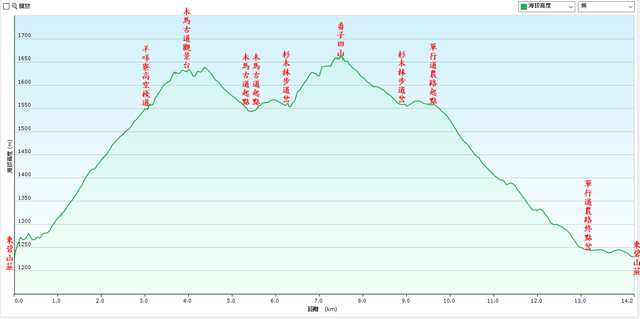 縮放
海拔高度
無
海拔高度 (m)
1700
1650
1600
1550
1500
1450
1400
1350
1300
1250
1200
東碧山莊
羊咩寮高空棧道
木馬古道觀景台
木馬古道起點
木馬古道起點
杉木林步道岔
番子田山
杉木林步道岔
單行道農路起點
單行道農路終點岔
東碧山莊
0.0 1.0 2.0 3.0 4.0 5.0 6.0 7.0 8.0 9.0 10.0 11.0 12.0 13.0 14.2
距離 (km)